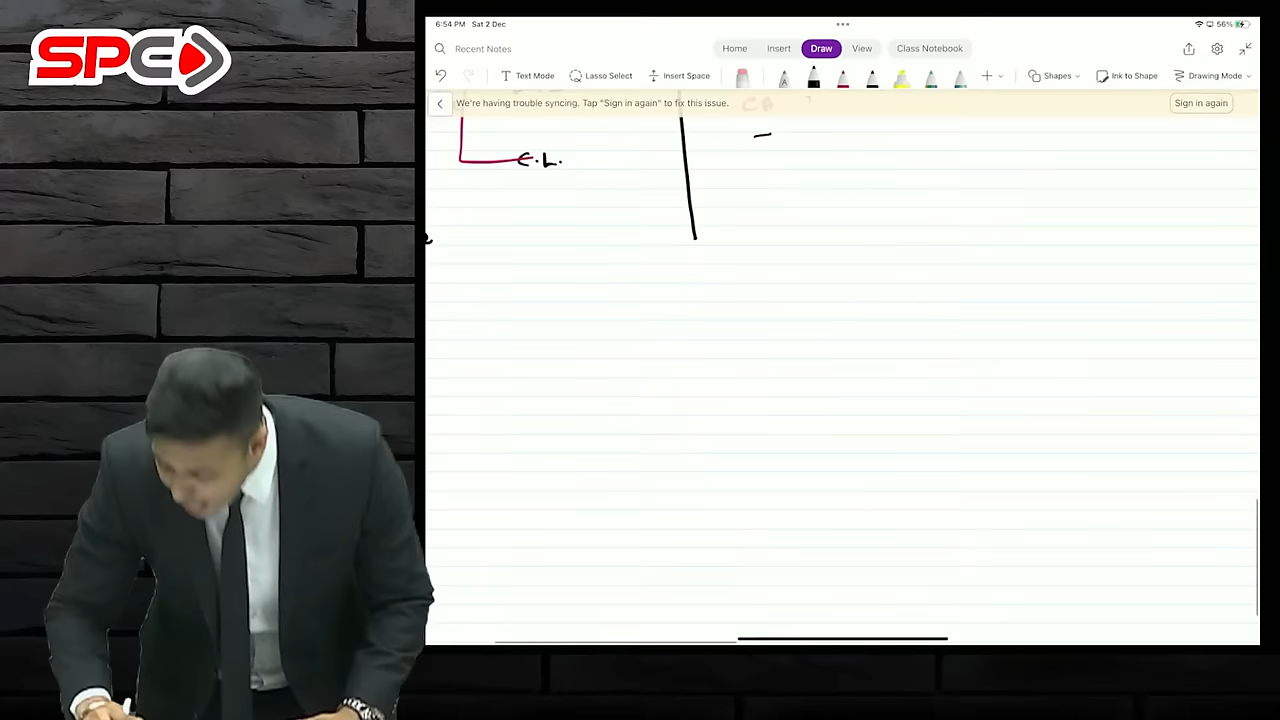 SPE
6:54 PM Sat 2 Dec
56%
Recent Notes
Home Insert Draw View Class Notebook
Text Mode Lasso Select Insert Space Shapes Ink to Shape Drawing Mode
We're having trouble syncing. Tap "Sign in again" to fix this issue. Sign in again
C.L.